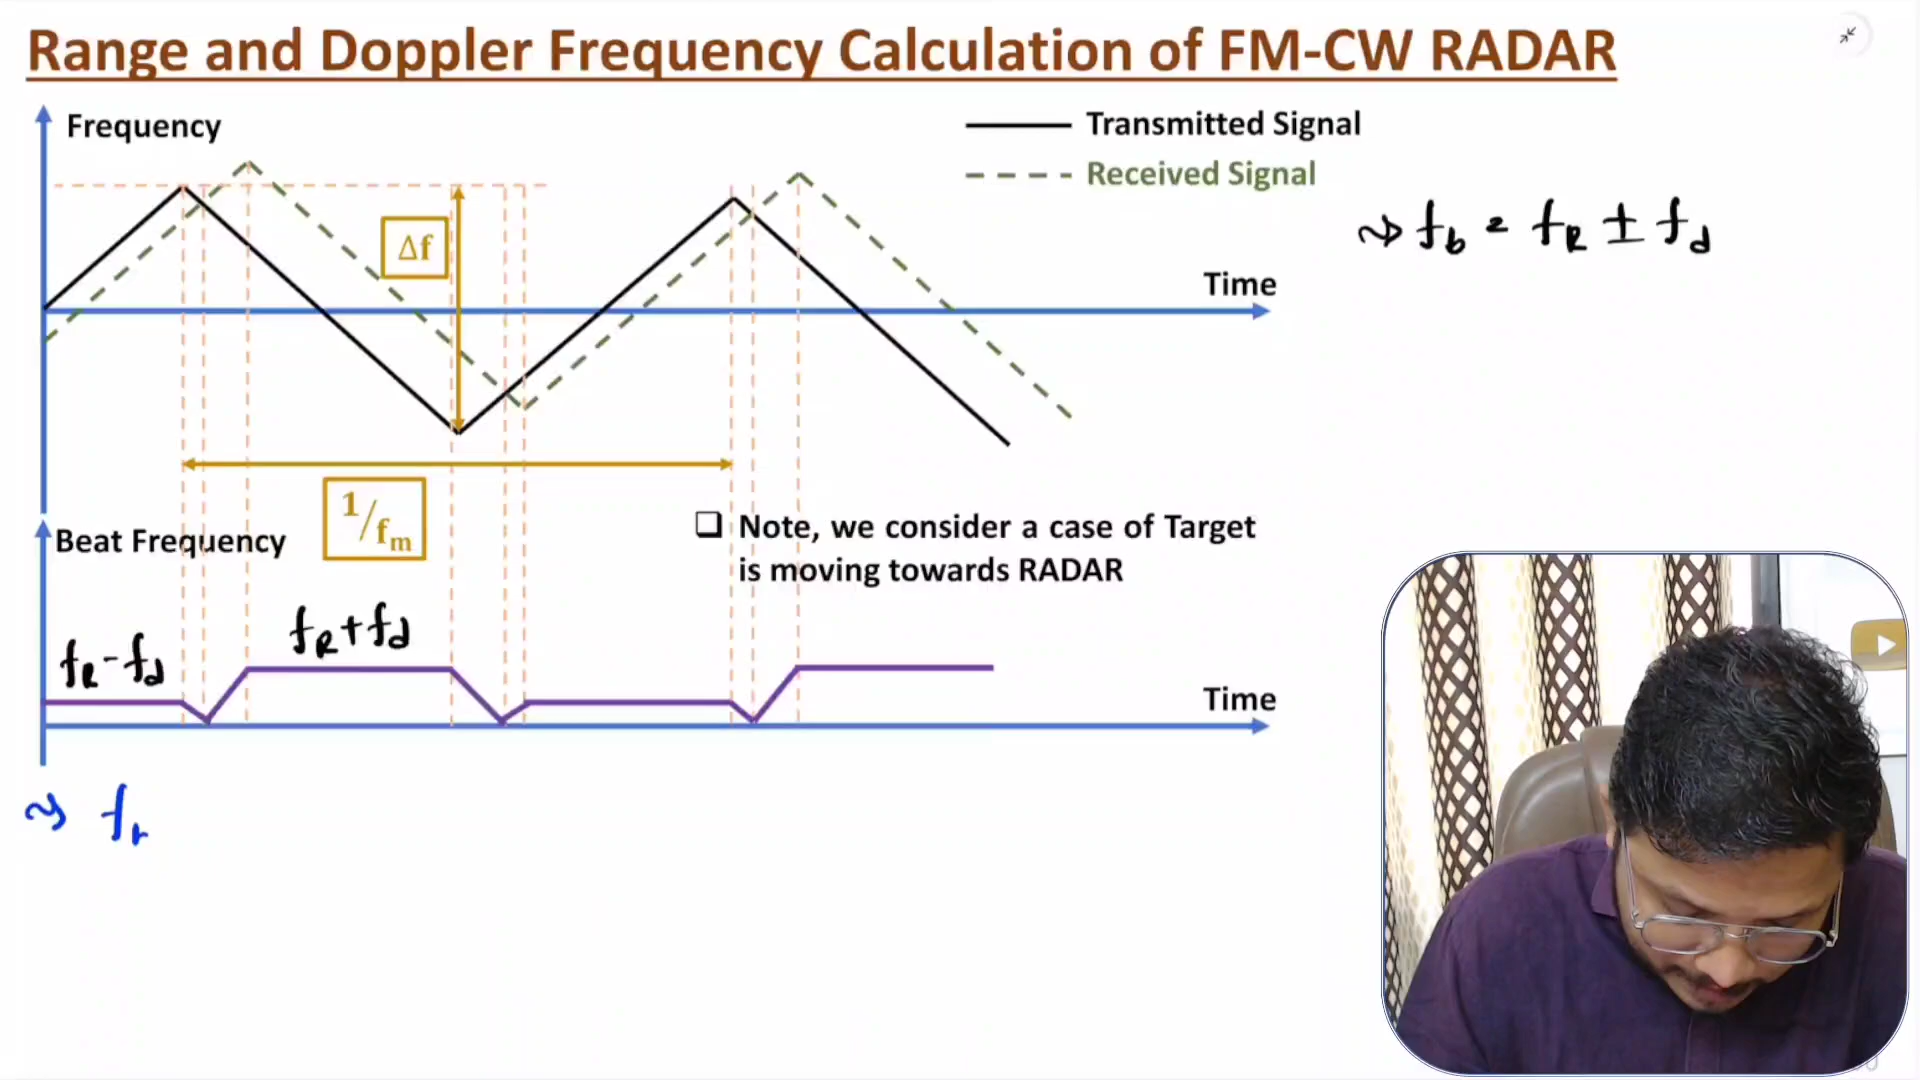 Range and Doppler Frequency Calculation of FM-CW RADAR
Frequency
Transmitted Signal
Received Signal
Δf
⇝ fb = fR ± fd
Time
1/fm
Beat Frequency
❑ Note, we consider a case of Target
is moving towards RADAR
fR - fd
fR + fd
Time
⇝ fr